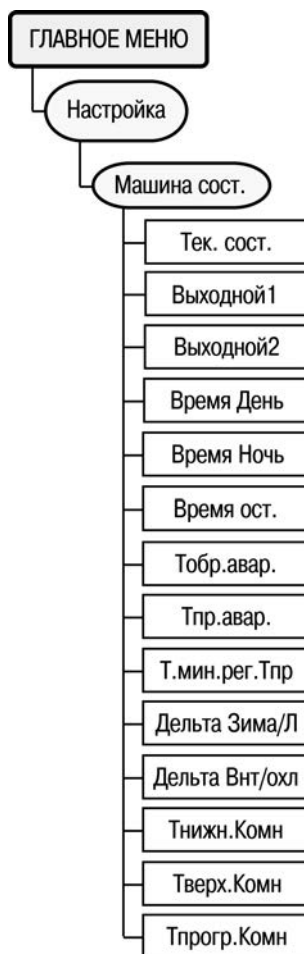 ГЛАВНОЕ МЕНЮ
Настройка
Машина сост.
Тек. сост.
Выходной1
Выходной2
Время День
Время Ночь
Время ост.
Тобр.авар.
Тпр.авар.
Т.мин.рег.Тпр
Дельта Зима/Л
Дельта Внт/охл
Тнижн.Комн
Тверх.Комн
Тпрогр.Комн